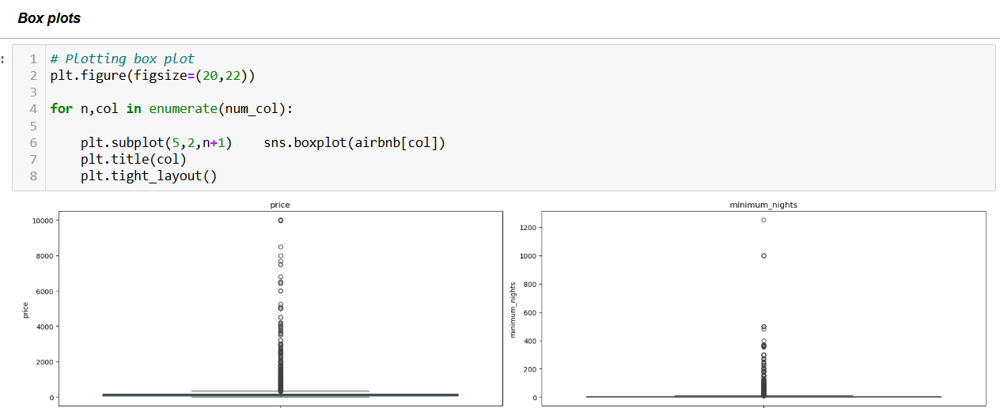 Box plots
:
1 # Plotting box plot
2 plt.figure(figsize=(20,22))
3
4 for n,col in enumerate(num_col):
5
6     plt.subplot(5,2,n+1)    sns.boxplot(airbnb[col])
7     plt.title(col)
8     plt.tight_layout()
price
10000
8000
6000
4000
2000
0
price
minimum_nights
1200
1000
800
600
400
200
0
minimum_nights